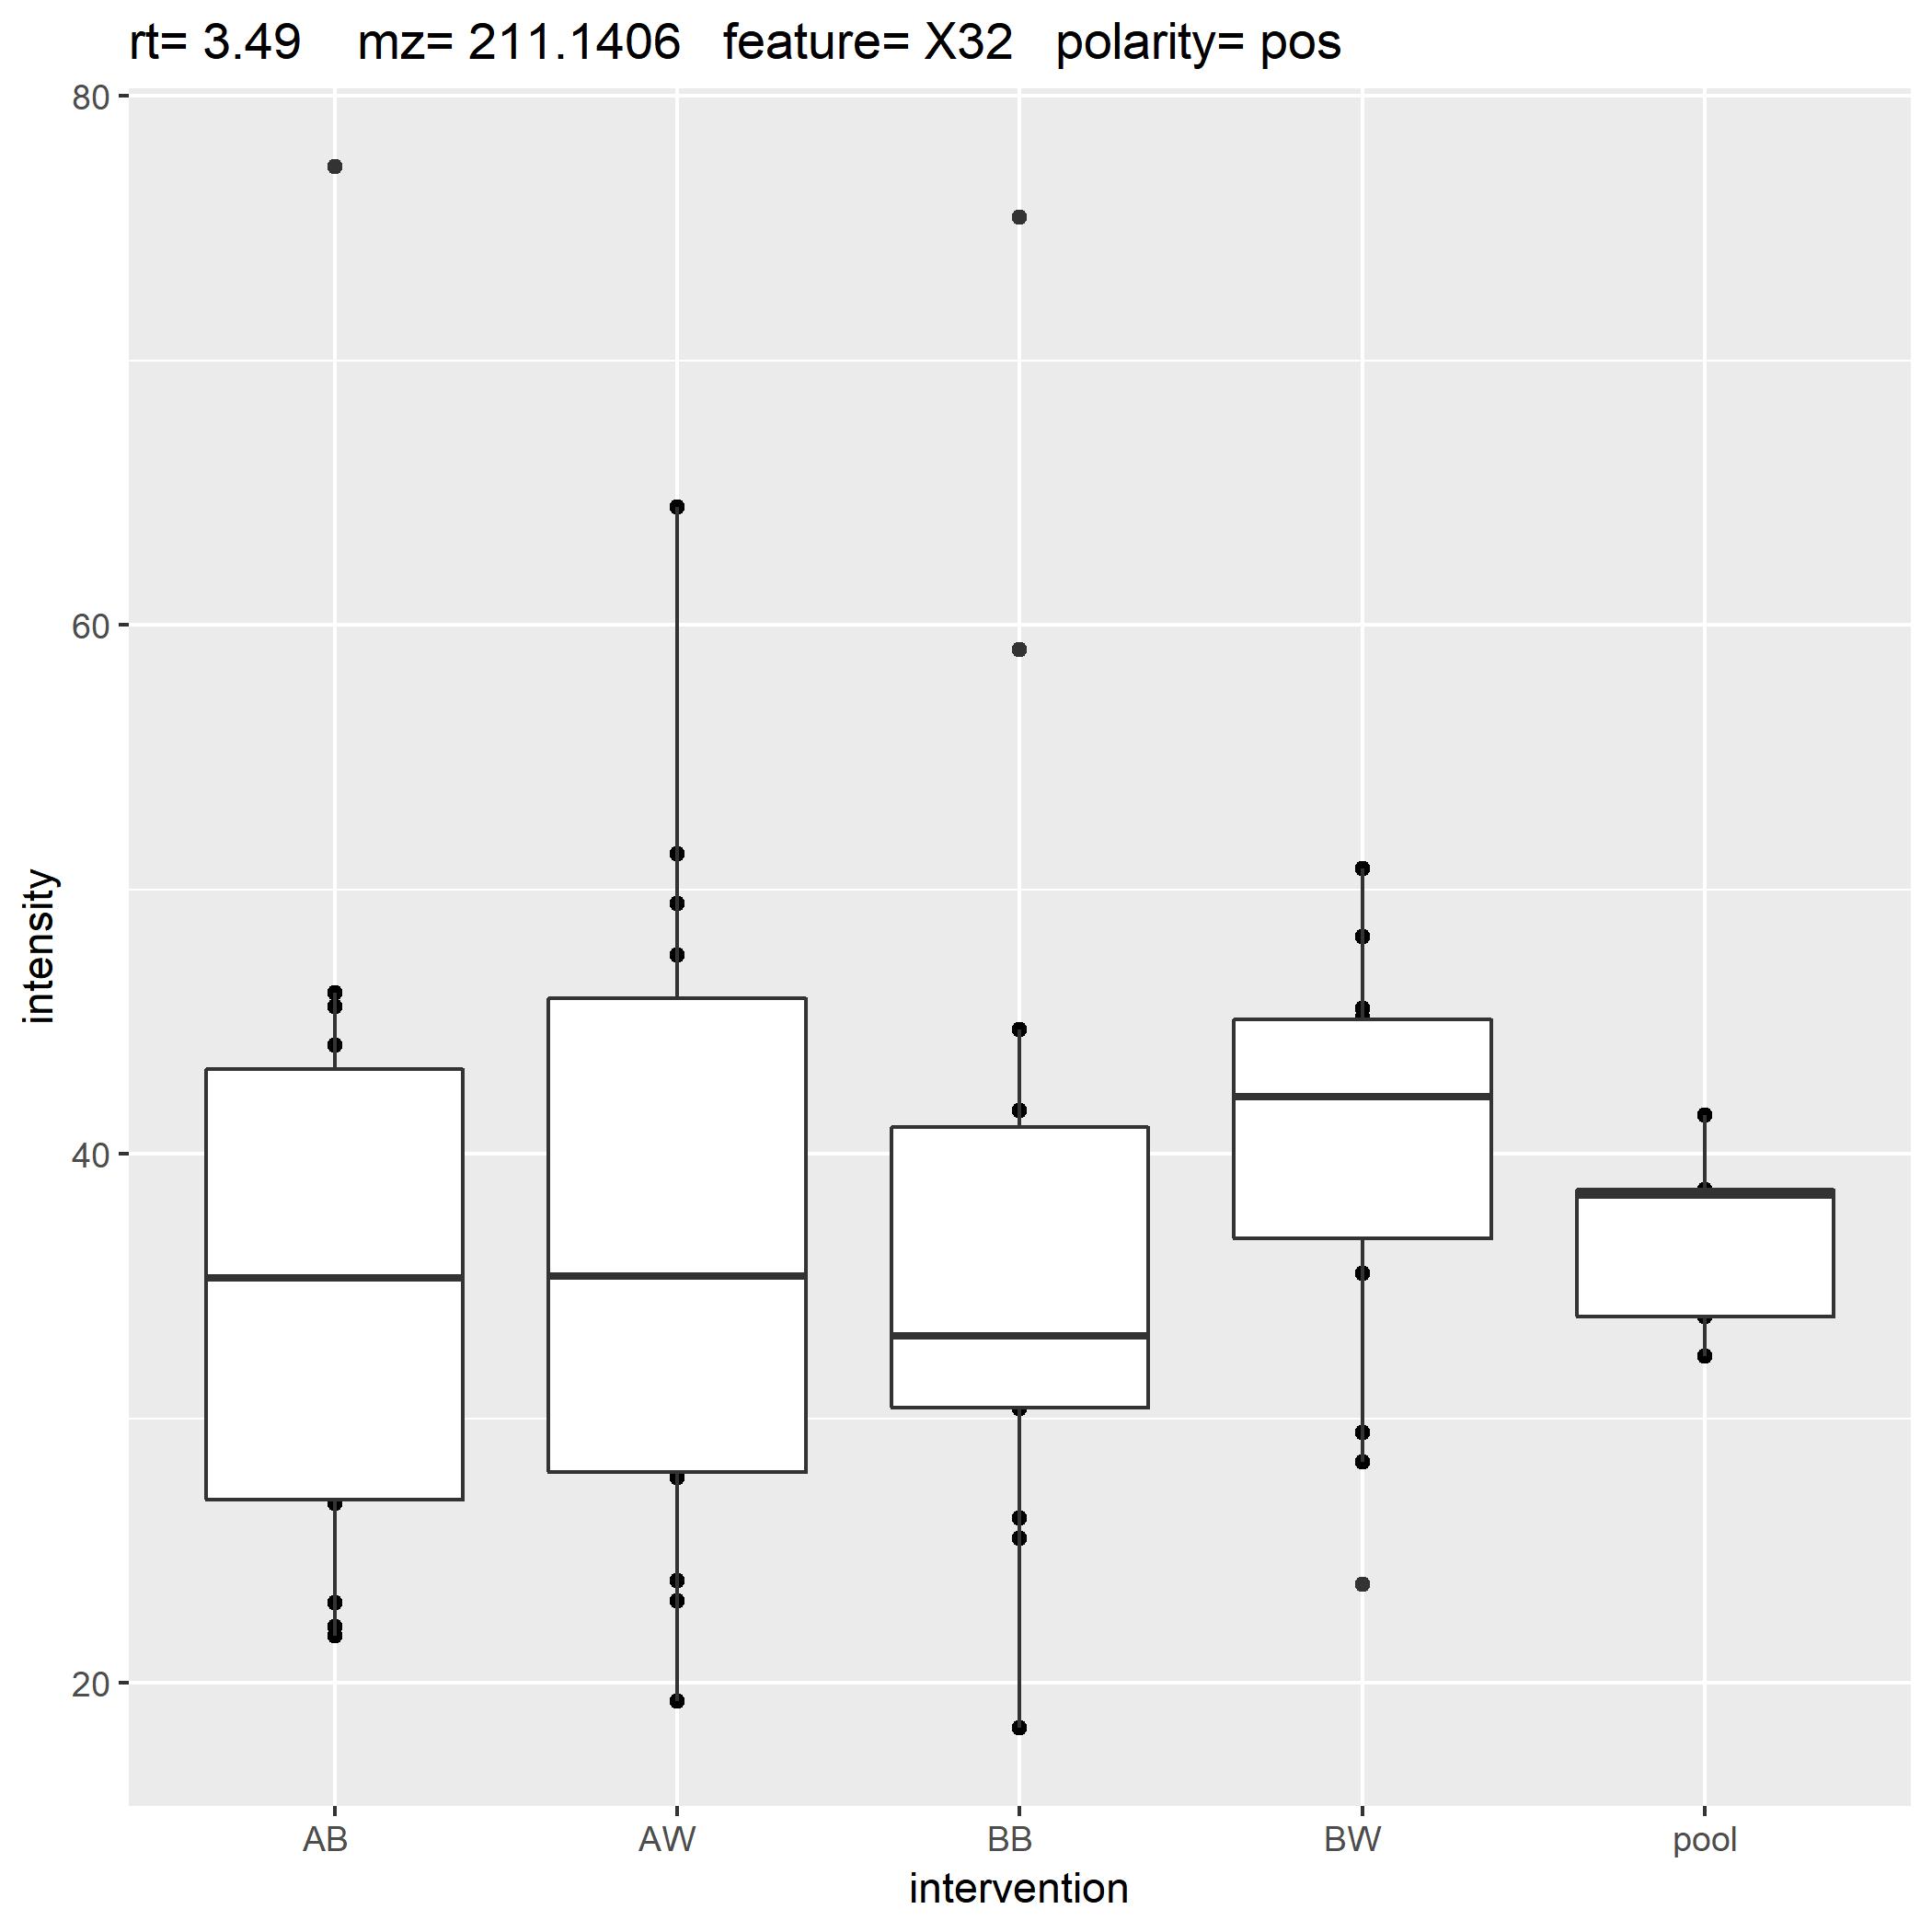 rt= 3.49    mz= 211.1406   feature= X32   polarity= pos
80
60
40
20
intensity
AB AW BB BW pool
intervention